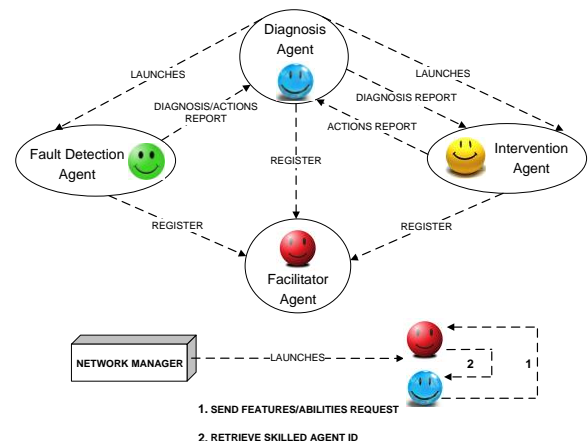 Diagnosis
Agent
LAUNCHES
LAUNCHES
DIAGNOSIS/ACTIONS
REPORT
DIAGNOSIS REPORT
ACTIONS REPORT
Fault Detection
Agent
REGISTER
Intervention
Agent
REGISTER
REGISTER
Facilitator
Agent
NETWORK MANAGER
LAUNCHES
2
1
1. SEND FEATURES/ABILITIES REQUEST
2. RETRIEVE SKILLED AGENT ID